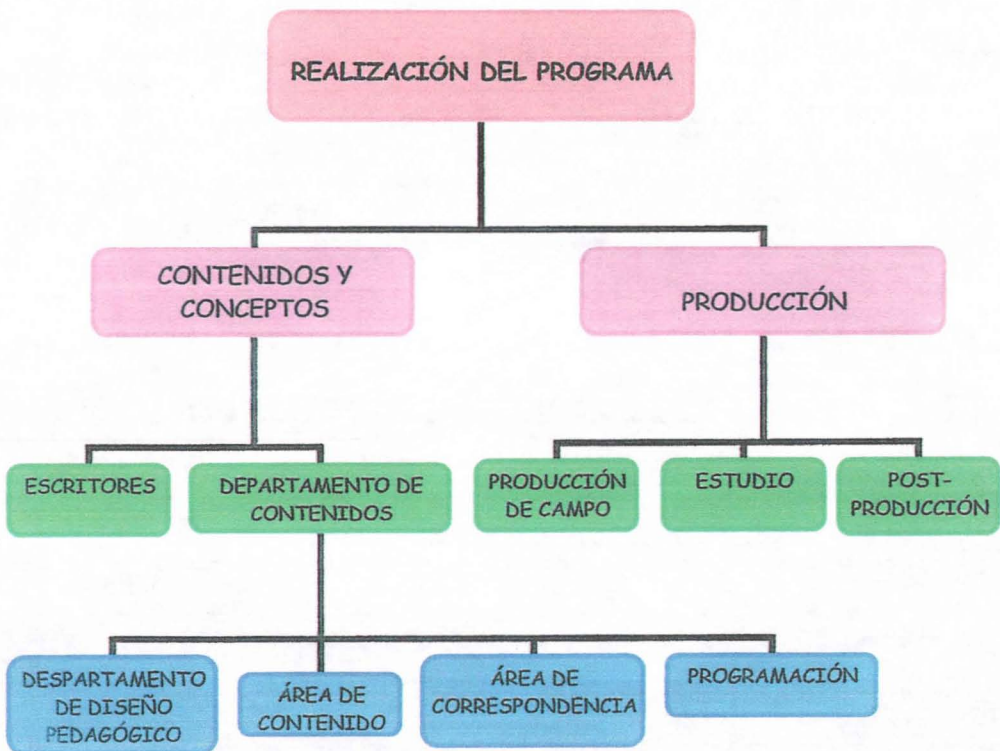 REALIZACIÓN DEL PROGRAMA
CONTENIDOS Y
CONCEPTOS
PRODUCCIÓN
ESCRITORES
DEPARTAMENTO DE
CONTENIDOS
PRODUCCIÓN
DE CAMPO
ESTUDIO
POST-
PRODUCCIÓN
DESPARTAMENTO
DE DISEÑO
PEDAGÓGICO
ÁREA DE
CONTENIDO
ÁREA DE
CORRESPONDENCIA
PROGRAMACIÓN